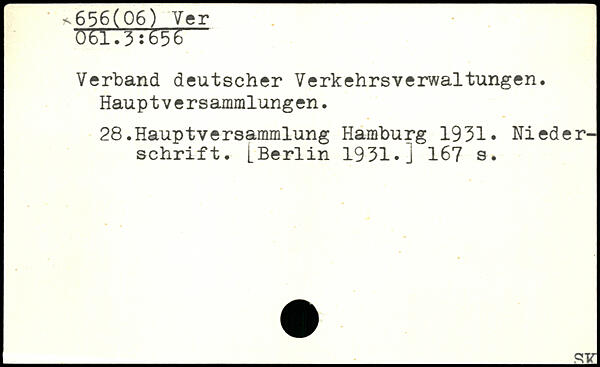 ×656(06) Ver
061.3:656
Verband deutscher Verkehrsverwaltungen.
Hauptversammlungen.
28.Hauptversammlung Hamburg 1931. Nieder-
schrift. [Berlin 1931.] 167 s.
SK